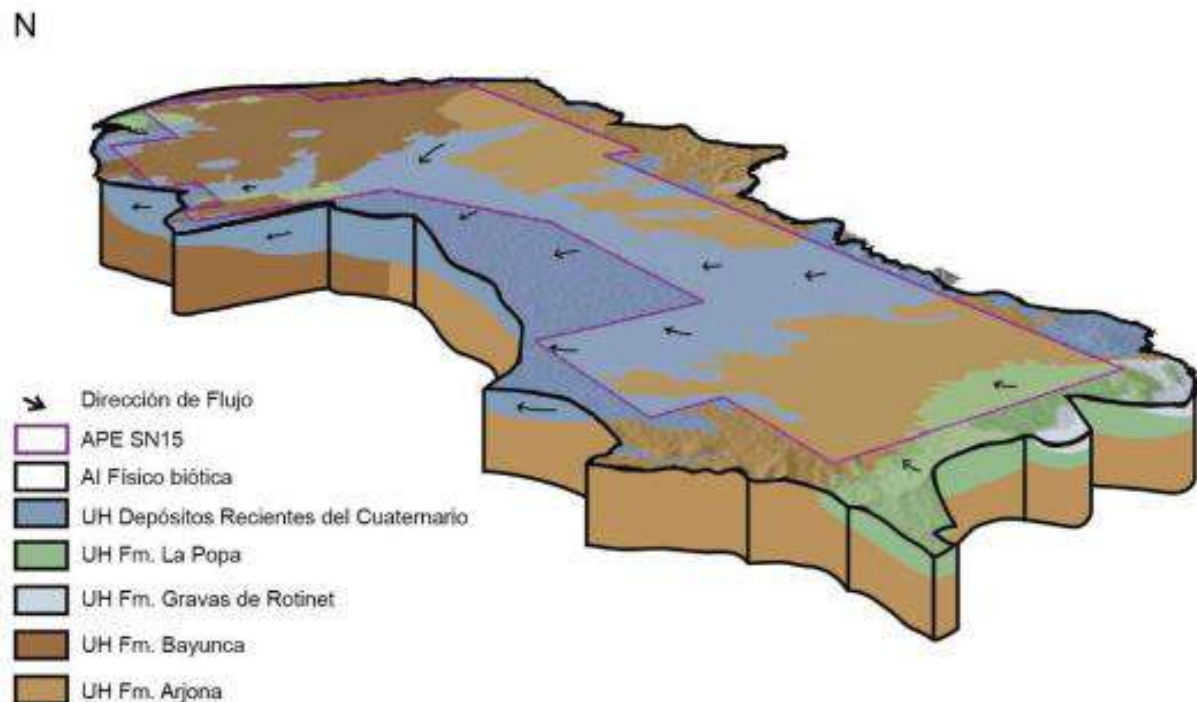 N
Dirección de Flujo
APE SN15
AI Físico biótica
UH Depósitos Recientes del Cuaternario
UH Fm. La Popa
UH Fm. Gravas de Rotinet
UH Fm. Bayunca
UH Fm. Arjona